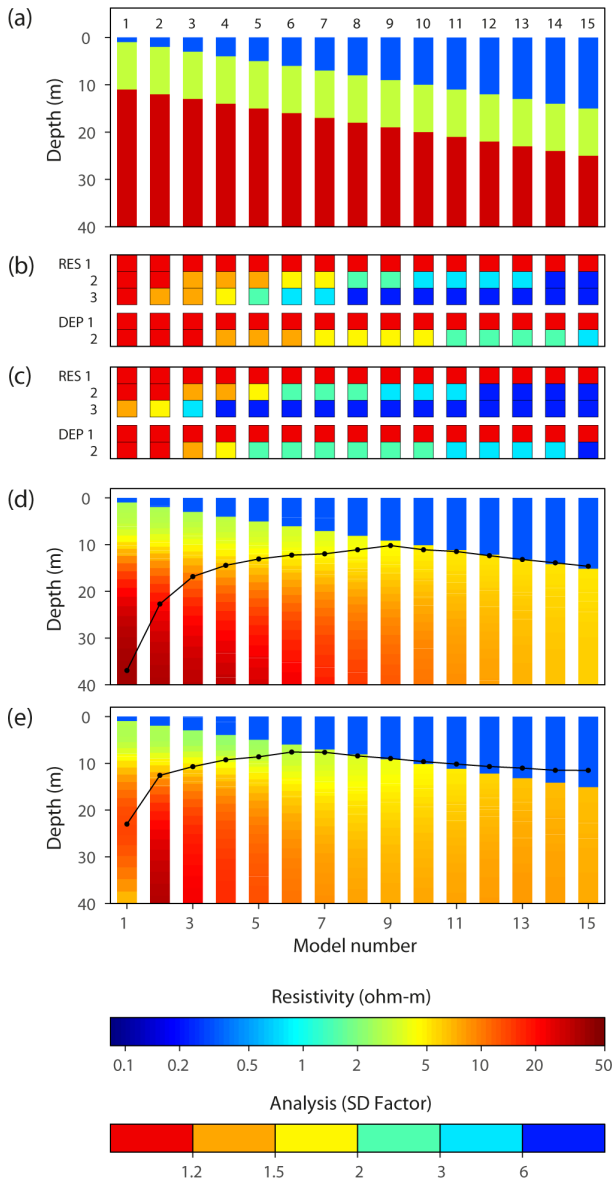 (a)
1 2 3 4 5 6 7 8 9 10 11 12 13 14 15
0
10
20
30
40
Depth (m)
(b)
RES 1
2
3
DEP 1
2
(c)
RES 1
2
3
DEP 1
2
(d)
0
10
20
30
40
Depth (m)
(e)
0
10
20
30
40
Depth (m)
1 3 5 7 9 11 13 15
Model number
Resistivity (ohm-m)
0.1 0.2 0.5 1 2 5 10 20 50
Analysis (SD Factor)
1.2 1.5 2 3 6